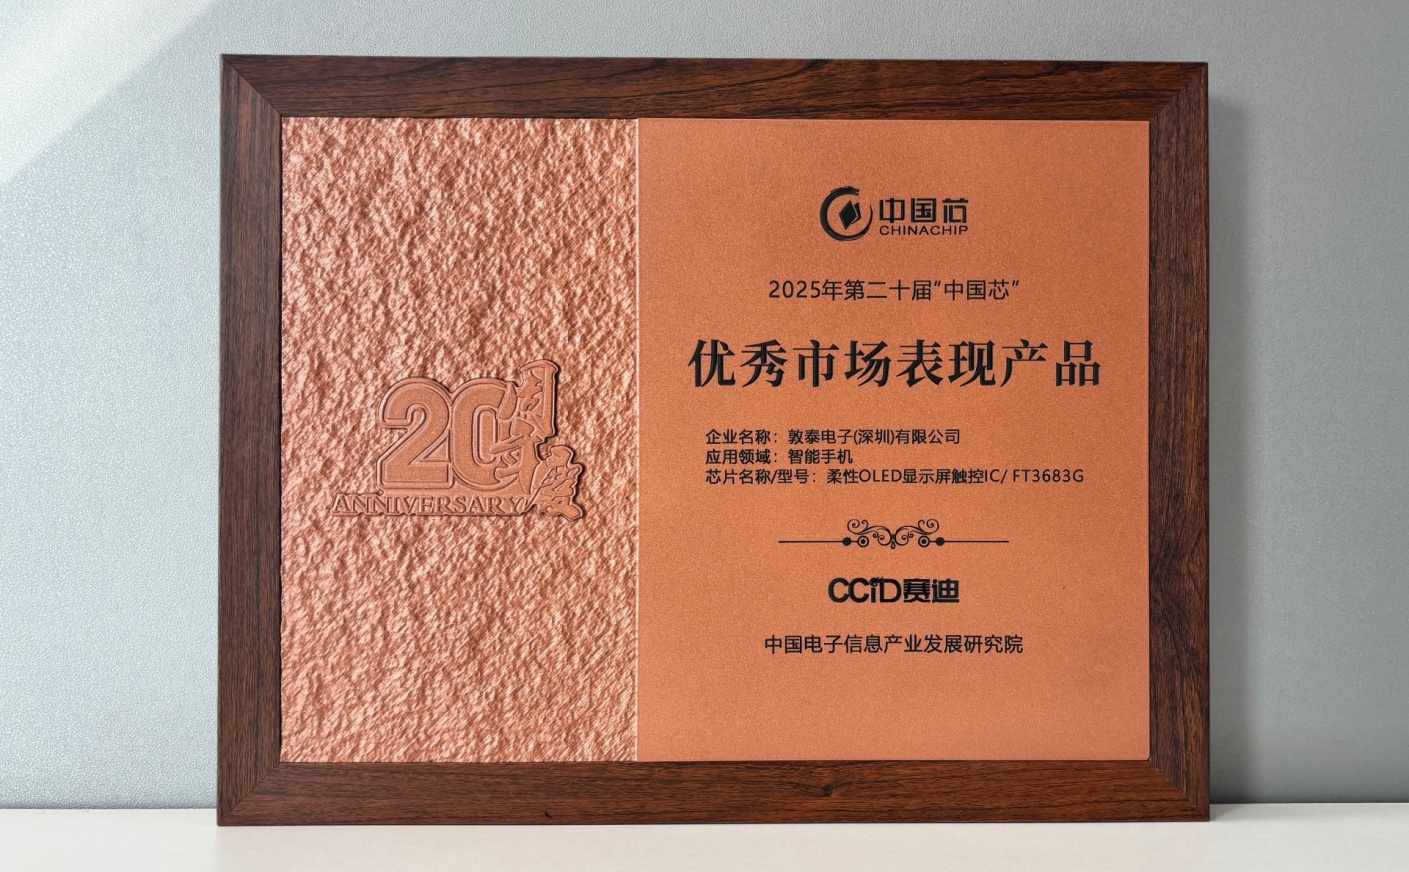 20周年庆
ANNIVERSARY
中国芯
CHINACHIP
2025年第二十届"中国芯"
优秀市场表现产品
企业名称：敦泰电子(深圳)有限公司
应用领域：智能手机
芯片名称/型号：柔性OLED显示屏触控IC/ FT3683G
CCiD赛迪
中国电子信息产业发展研究院